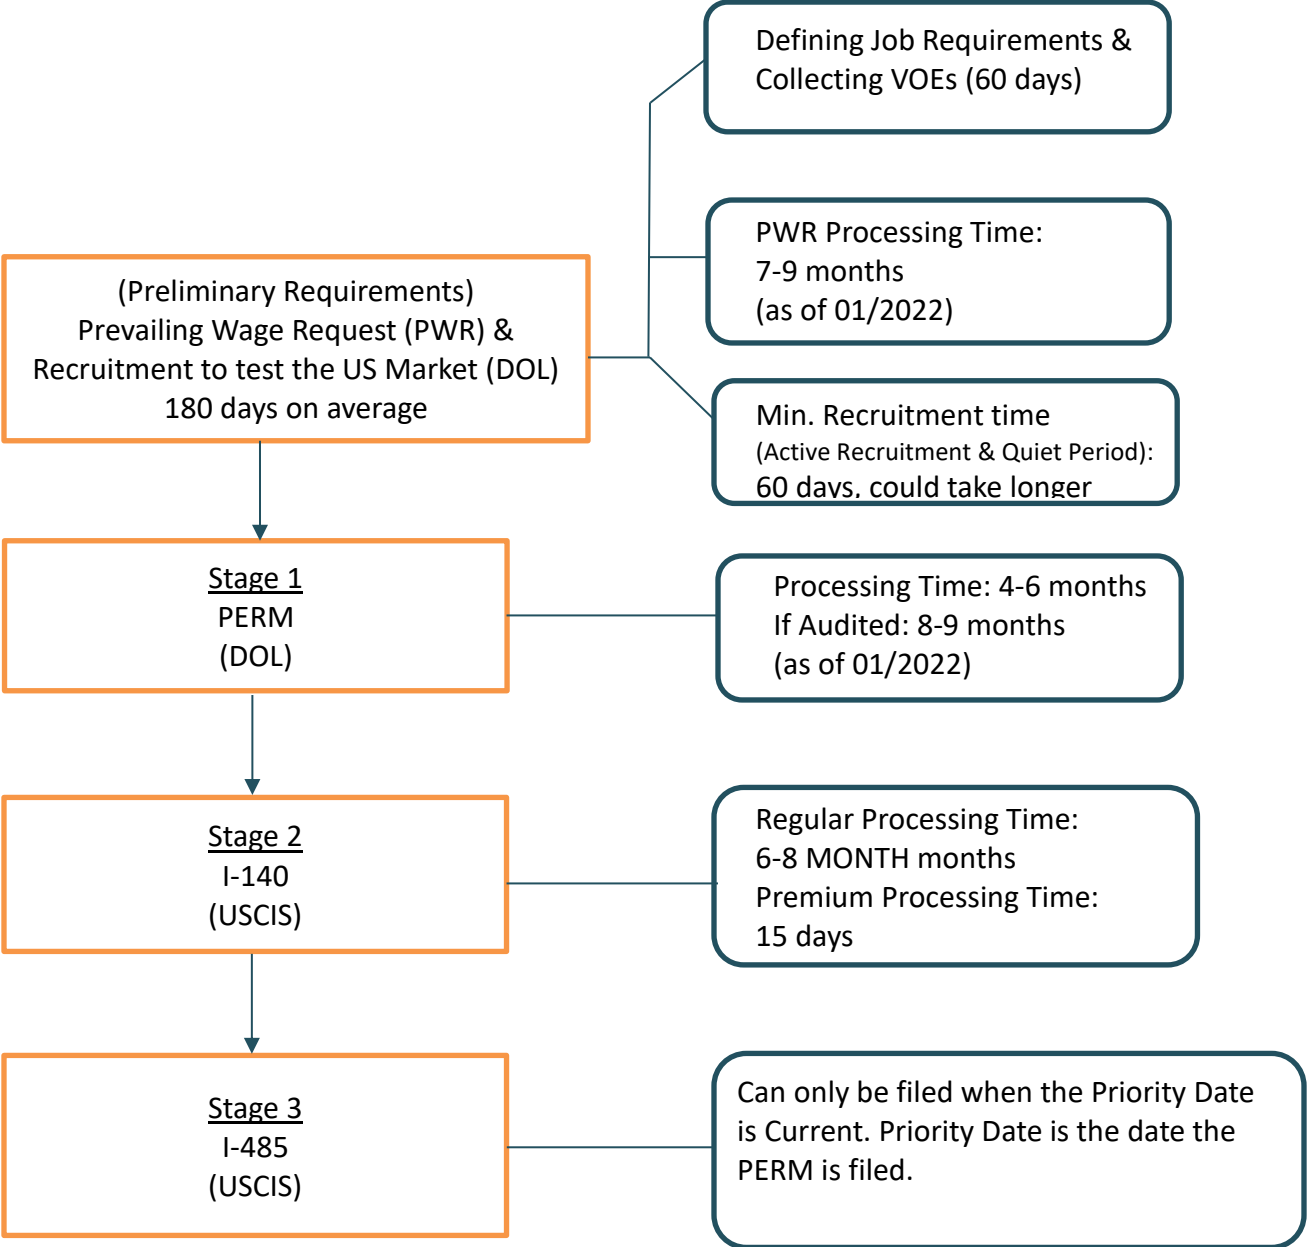 Defining Job Requirements &
Collecting VOEs (60 days)
PWR Processing Time:
7-9 months
(as of 01/2022)
(Preliminary Requirements)
Prevailing Wage Request (PWR) &
Recruitment to test the US Market (DOL)
180 days on average
Min. Recruitment time
(Active Recruitment & Quiet Period):
60 days, could take longer
Stage 1
PERM
(DOL)
Processing Time: 4-6 months
If Audited: 8-9 months
(as of 01/2022)
Stage 2
I-140
(USCIS)
Regular Processing Time:
6-8 MONTH months
Premium Processing Time:
15 days
Stage 3
I-485
(USCIS)
Can only be filed when the Priority Date
is Current. Priority Date is the date the
PERM is filed.